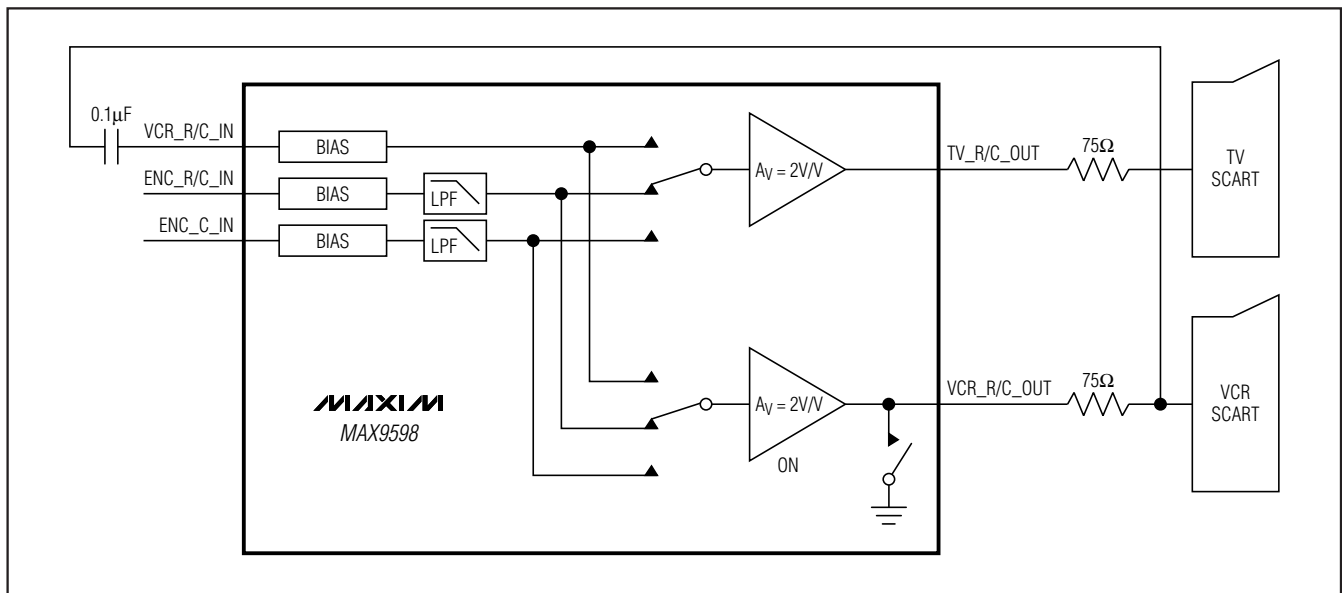 0.1µF
VCR_R/C_IN
BIAS
ENC_R/C_IN
BIAS
LPF
ENC_C_IN
BIAS
LPF
AV = 2V/V
TV_R/C_OUT
75Ω
TV
SCART
MAXIM
MAX9598
AV = 2V/V
ON
VCR_R/C_OUT
75Ω
VCR
SCART